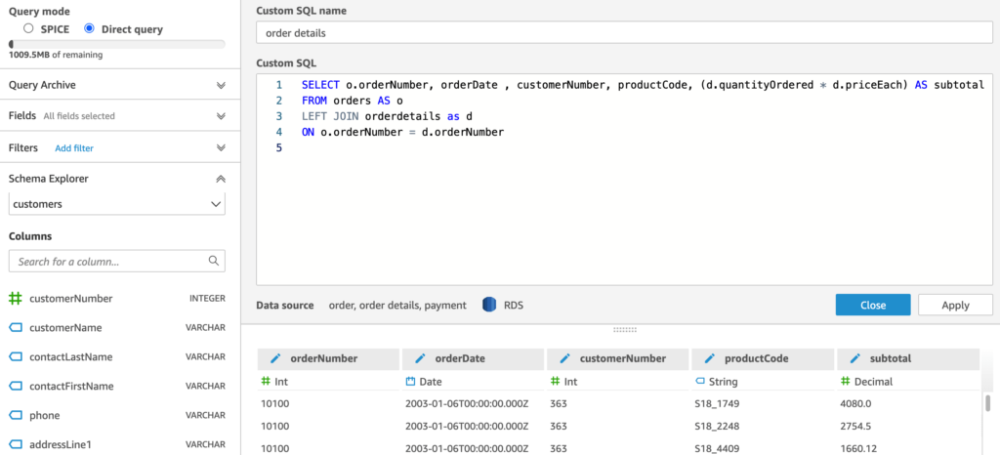 Query mode
SPICE Direct query
1009.5MB of remaining
Query Archive
Fields All fields selected
Filters Add filter
Schema Explorer
customers
Columns
Search for a column...
customerNumber INTEGER
customerName VARCHAR
contactLastName VARCHAR
contactFirstName VARCHAR
phone VARCHAR
addressLine1 VARCHAR
Custom SQL name
order details
Custom SQL
1 SELECT o.orderNumber, orderDate , customerNumber, productCode, (d.quantityOrdered * d.priceEach) AS subtotal
2 FROM orders AS o
3 LEFT JOIN orderdetails as d
4 ON o.orderNumber = d.orderNumber
5
Data source order, order details, payment RDS Close Apply
orderNumber orderDate customerNumber productCode subtotal
Int Date Int String Decimal
10100 2003-01-06T00:00:00.000Z 363 S18_1749 4080.0
10100 2003-01-06T00:00:00.000Z 363 S18_2248 2754.5
10100 2003-01-06T00:00:00.000Z 363 S18_4409 1660.12